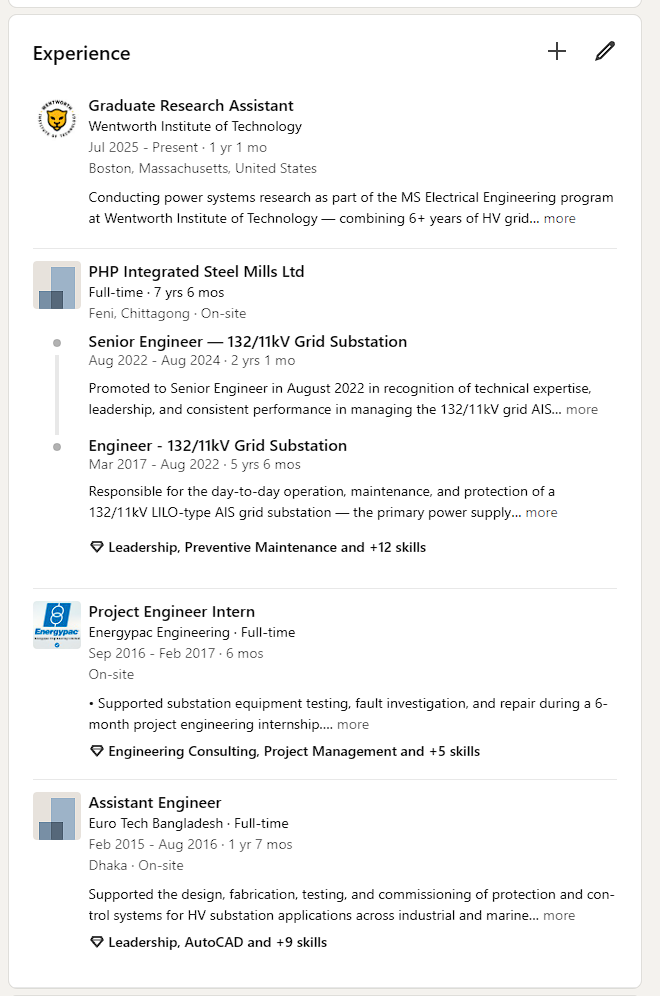 Experience
WENTWORTH
INSTITUTE OF TECHNOLOGY
Graduate Research Assistant
Wentworth Institute of Technology
Jul 2025 - Present · 1 yr 1 mo
Boston, Massachusetts, United States
Conducting power systems research as part of the MS Electrical Engineering program
at Wentworth Institute of Technology — combining 6+ years of HV grid... more
PHP Integrated Steel Mills Ltd
Full-time · 7 yrs 6 mos
Feni, Chittagong · On-site
Senior Engineer — 132/11kV Grid Substation
Aug 2022 - Aug 2024 · 2 yrs 1 mo
Promoted to Senior Engineer in August 2022 in recognition of technical expertise,
leadership, and consistent performance in managing the 132/11kV grid AIS... more
Engineer - 132/11kV Grid Substation
Mar 2017 - Aug 2022 · 5 yrs 6 mos
Responsible for the day-to-day operation, maintenance, and protection of a
132/11kV LILO-type AIS grid substation — the primary power supply... more
Leadership, Preventive Maintenance and +12 skills
Energypac
Project Engineer Intern
Energypac Engineering · Full-time
Sep 2016 - Feb 2017 · 6 mos
On-site
• Supported substation equipment testing, fault investigation, and repair during a 6-
month project engineering internship.... more
Engineering Consulting, Project Management and +5 skills
Assistant Engineer
Euro Tech Bangladesh · Full-time
Feb 2015 - Aug 2016 · 1 yr 7 mos
Dhaka · On-site
Supported the design, fabrication, testing, and commissioning of protection and con-
trol systems for HV substation applications across industrial and marine... more
Leadership, AutoCAD and +9 skills